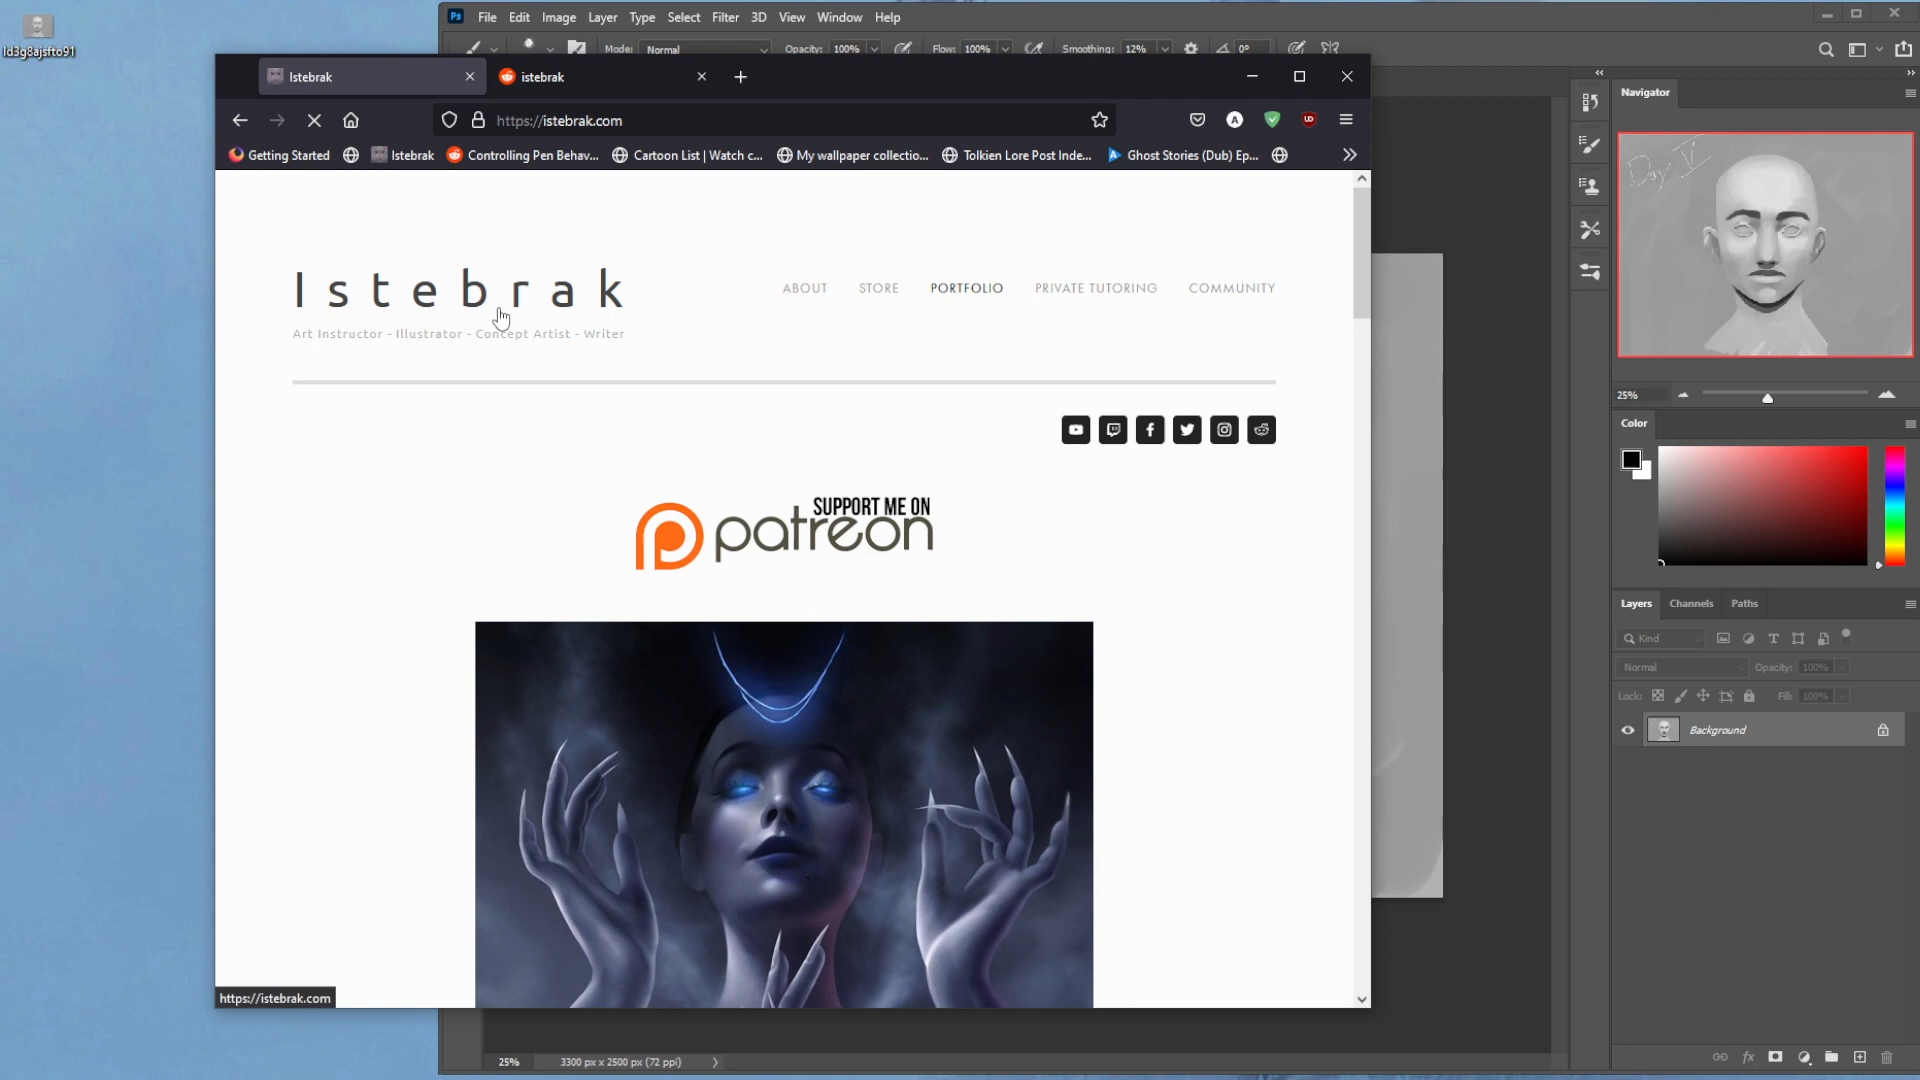 File Edit Image Layer Type Select Filter 3D View Window Help
Mode: Normal Opacity: 100% Flow: 100% Smoothing: 12% 0°
ld3g8ajsfto91
Istebrak istebrak
https://istebrak.com
Getting Started Istebrak Controlling Pen Behav... Cartoon List | Watch c... My wallpaper collectio... Tolkien Lore Post Inde... Ghost Stories (Dub) Ep...
Istebrak
ABOUT STORE PORTFOLIO PRIVATE TUTORING COMMUNITY
Art Instructor - Illustrator - Concept Artist - Writer
SUPPORT ME ON
patreon
https://istebrak.com
25% 3300 px x 2500 px (72 ppi)
Navigator
Day V
25%
Color
Layers Channels Paths
Kind
Normal Opacity: 100%
Lock: Fill: 100%
Background
fx